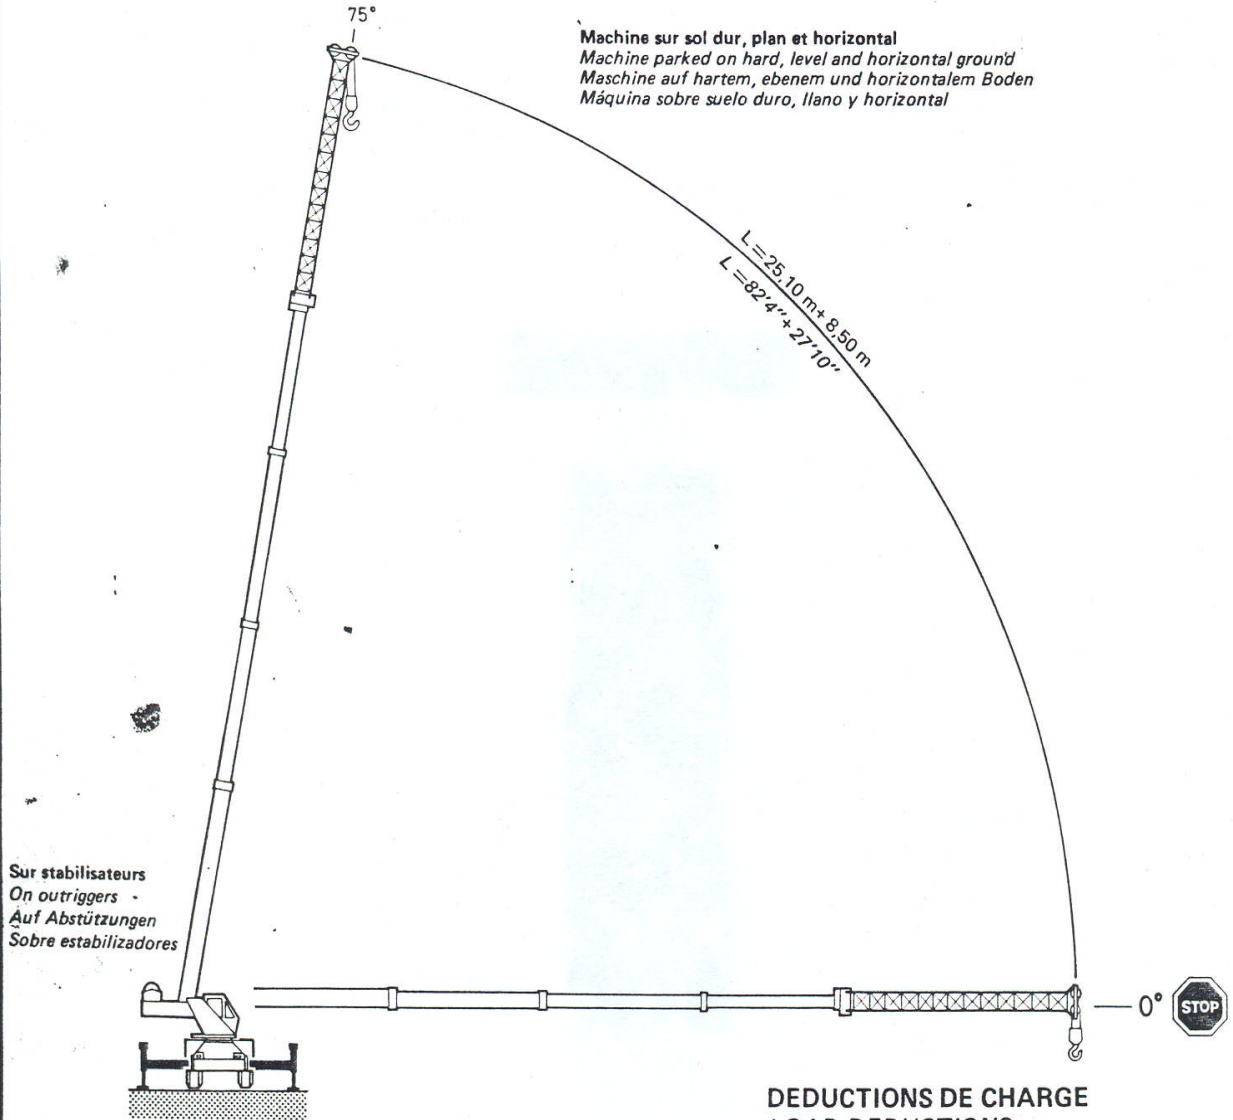 75°
Machine sur sol dur, plan et horizontal
Machine parked on hard, level and horizontal ground
Maschine auf hartem, ebenem und horizontalem Boden
Máquina sobre suelo duro, llano y horizontal
L=25,10 m+ 8,50 m
L=82'4''+27'10''
Sur stabilisateurs
On outriggers
Auf Abstützungen
Sobre estabilizadores
0°
STOP
DEDUCTIONS DE CHARGE
LOAD DEDUCTIONS